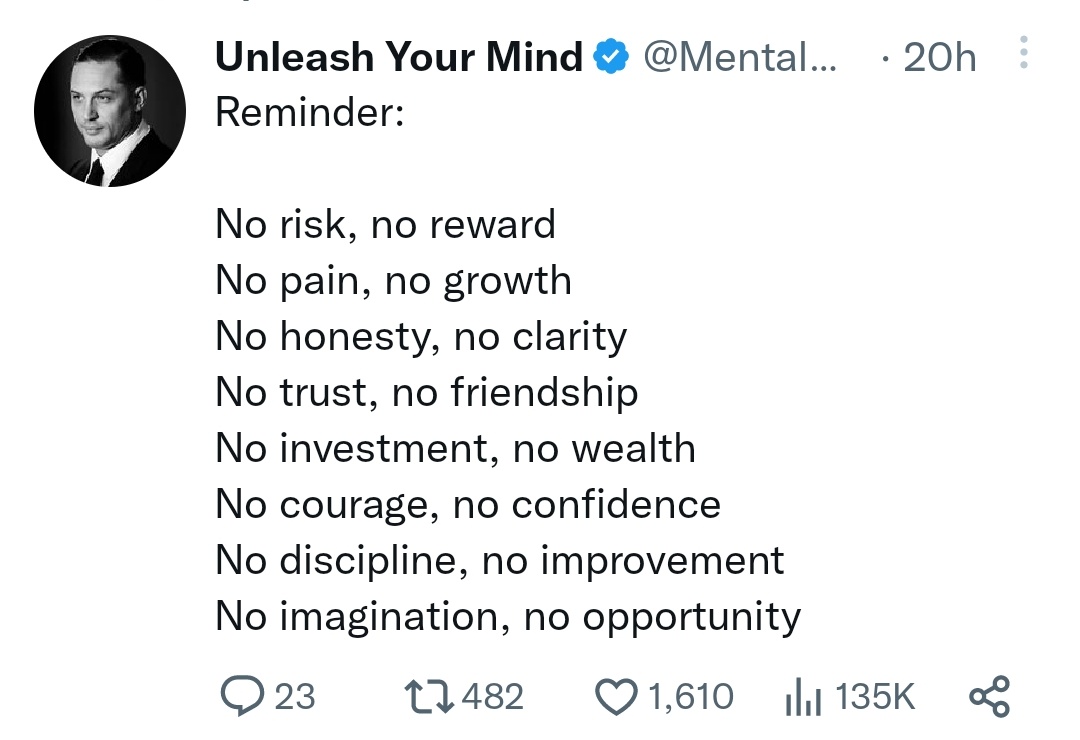 Unleash Your Mind @Mental... · 20h
Reminder:
No risk, no reward
No pain, no growth
No honesty, no clarity
No trust, no friendship
No investment, no wealth
No courage, no confidence
No discipline, no improvement
No imagination, no opportunity
23 482 1,610 135K